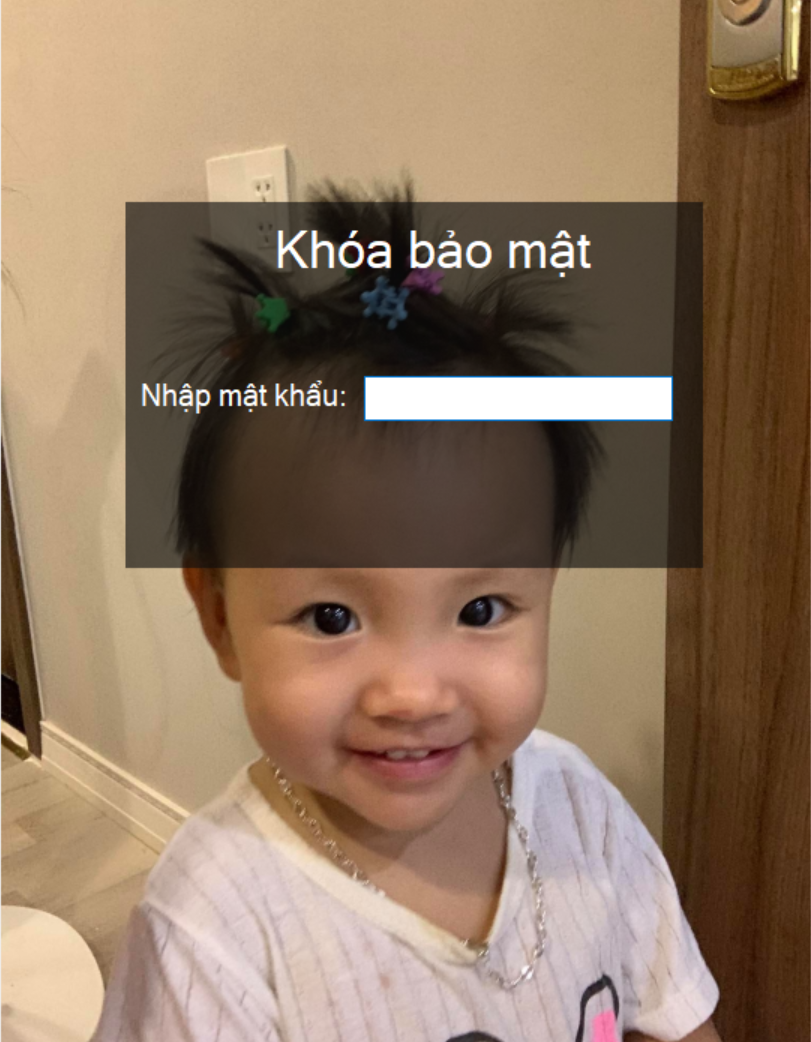 Khóa bảo mật
Nhập mật khẩu: